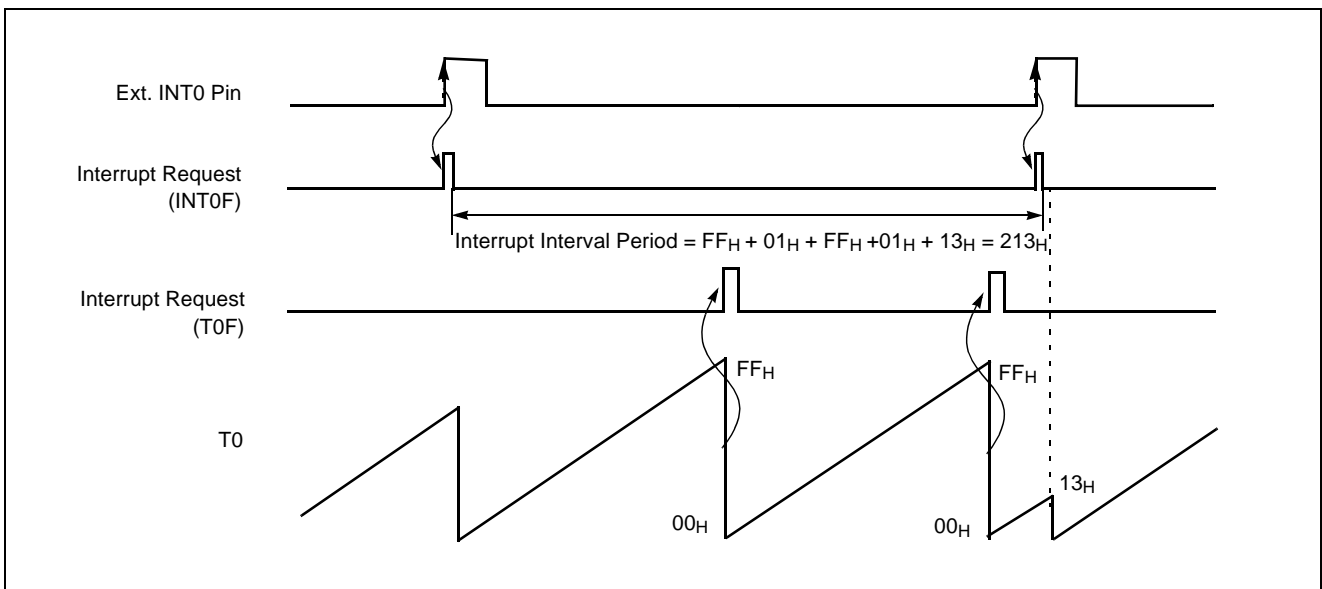 Ext. INT0 Pin
Interrupt Request
(INT0F)
Interrupt Interval Period = FFH + 01H + FFH +01H + 13H = 213H
Interrupt Request
(T0F)
FFH
FFH
T0
13H
00H
00H